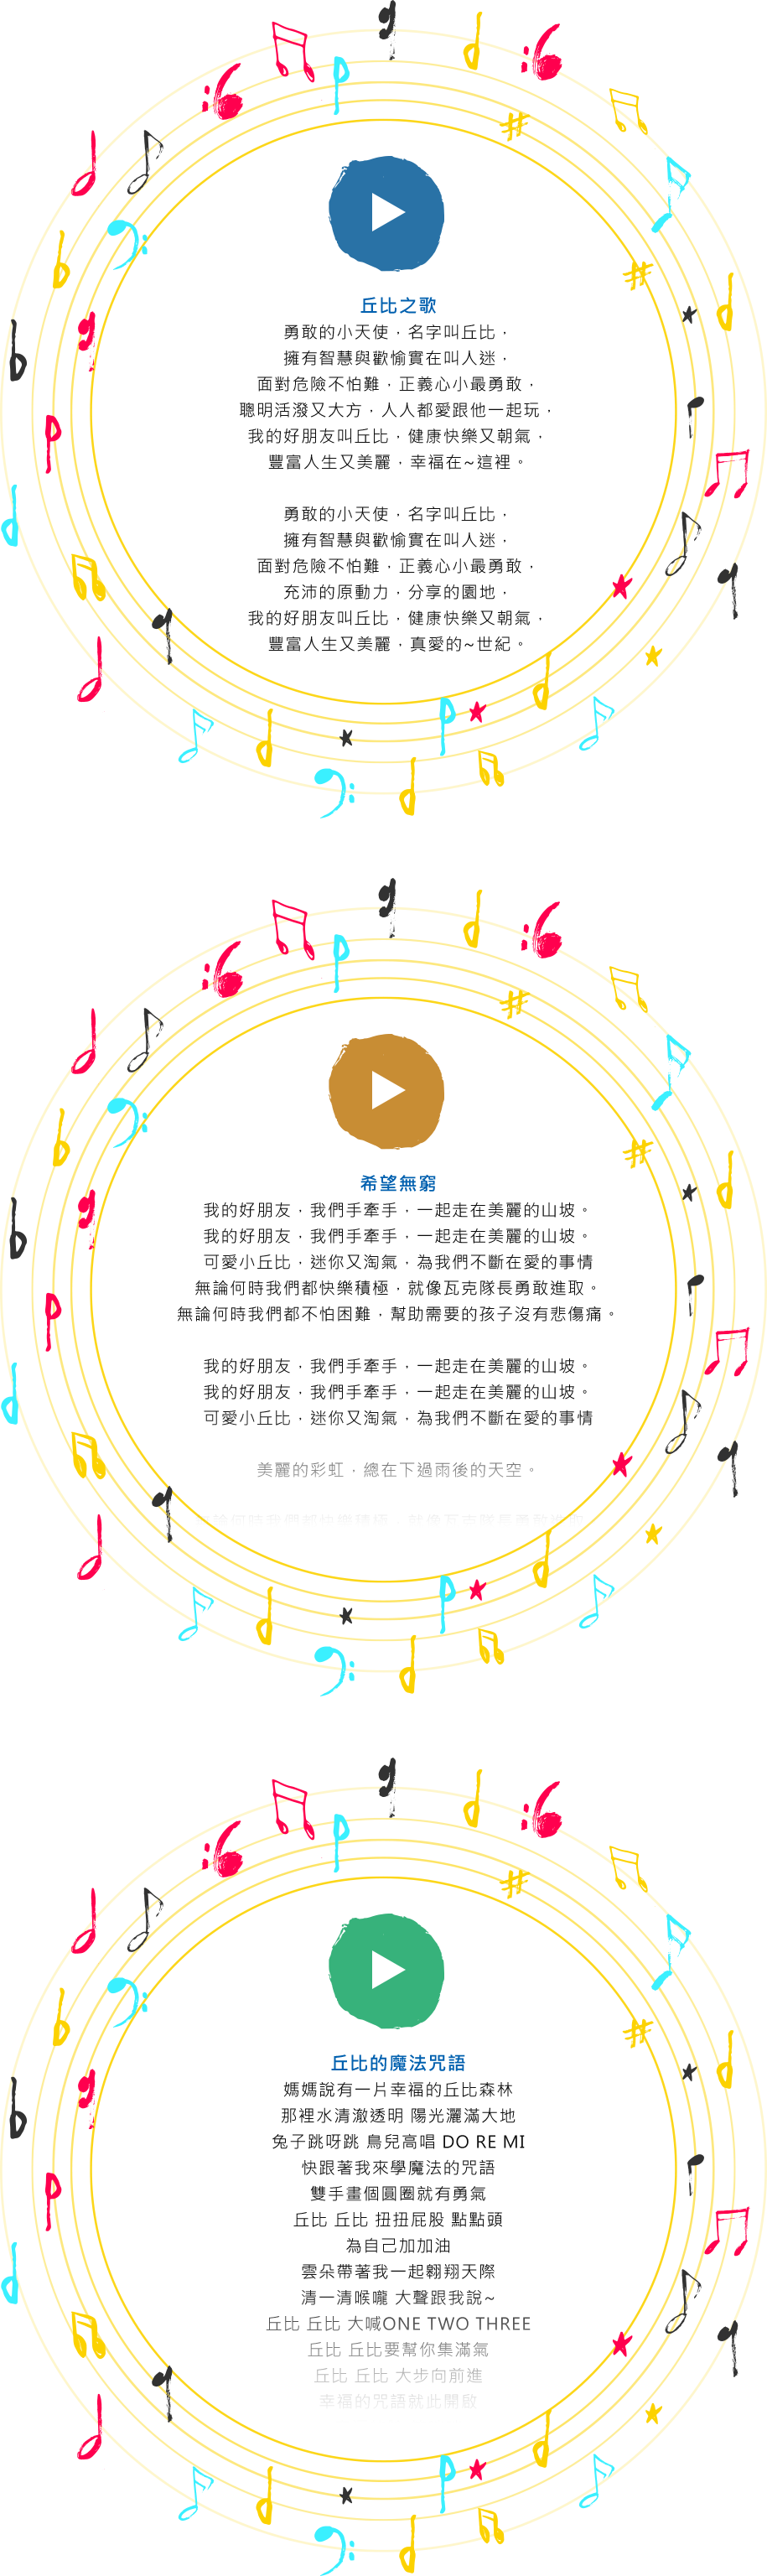 丘比之歌
勇敢的小天使，名字叫丘比，
擁有智慧與歡愉實在叫人迷，
面對危險不怕難，正義心小最勇敢，
聰明活潑又大方，人人都愛跟他一起玩，
我的好朋友叫丘比，健康快樂又朝氣，
豐富人生又美麗，幸福在~這裡。
勇敢的小天使，名字叫丘比，
擁有智慧與歡愉實在叫人迷，
面對危險不怕難，正義心小最勇敢，
充沛的原動力，分享的園地，
我的好朋友叫丘比，健康快樂又朝氣，
豐富人生又美麗，真愛的~世紀。
希望無窮
我的好朋友，我們手牽手，一起走在美麗的山坡。
我的好朋友，我們手牽手，一起走在美麗的山坡。
可愛小丘比，迷你又淘氣，為我們不斷在愛的事情
無論何時我們都快樂積極，就像瓦克隊長勇敢進取。
無論何時我們都不怕困難，幫助需要的孩子沒有悲傷痛。
我的好朋友，我們手牽手，一起走在美麗的山坡。
我的好朋友，我們手牽手，一起走在美麗的山坡。
可愛小丘比，迷你又淘氣，為我們不斷在愛的事情
美麗的彩虹，總在下過雨後的天空。
丘比的魔法咒語
媽媽說有一片幸福的丘比森林
那裡水清澈透明 陽光灑滿大地
兔子跳呀跳 鳥兒高唱 DO RE MI
快跟著我來學魔法的咒語
雙手畫個圓圈就有勇氣
丘比 丘比 扭扭屁股 點點頭
為自己加加油
雲朵帶著我一起翱翔天際
清一清喉嚨 大聲跟我說~
丘比 丘比 大喊ONE TWO THREE
丘比 丘比要幫你集滿氣
丘比 丘比 大步向前進
幸福的咒語就此開啟